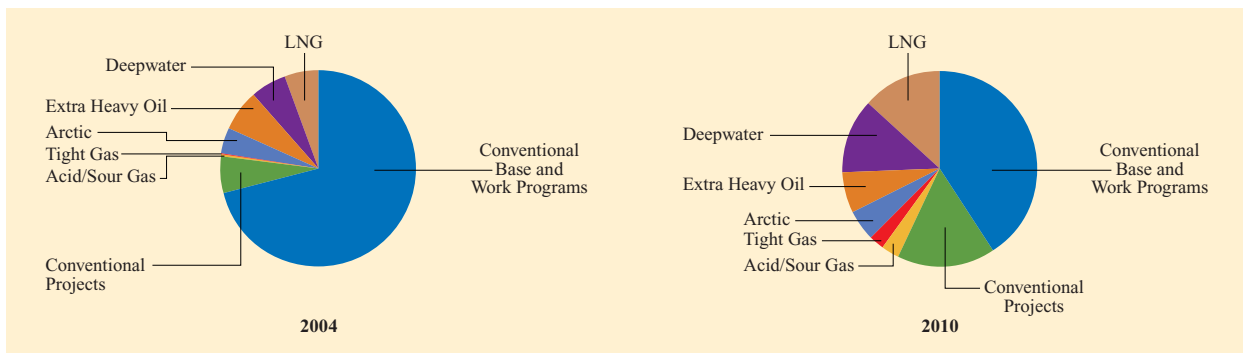 LNG
Deepwater
Extra Heavy Oil
Arctic
Tight Gas
Acid/Sour Gas
Conventional
Projects
Conventional
Base and
Work Programs
2004
LNG
Deepwater
Extra Heavy Oil
Arctic
Tight Gas
Acid/Sour Gas
Conventional
Base and
Work Programs
Conventional
Projects
2010